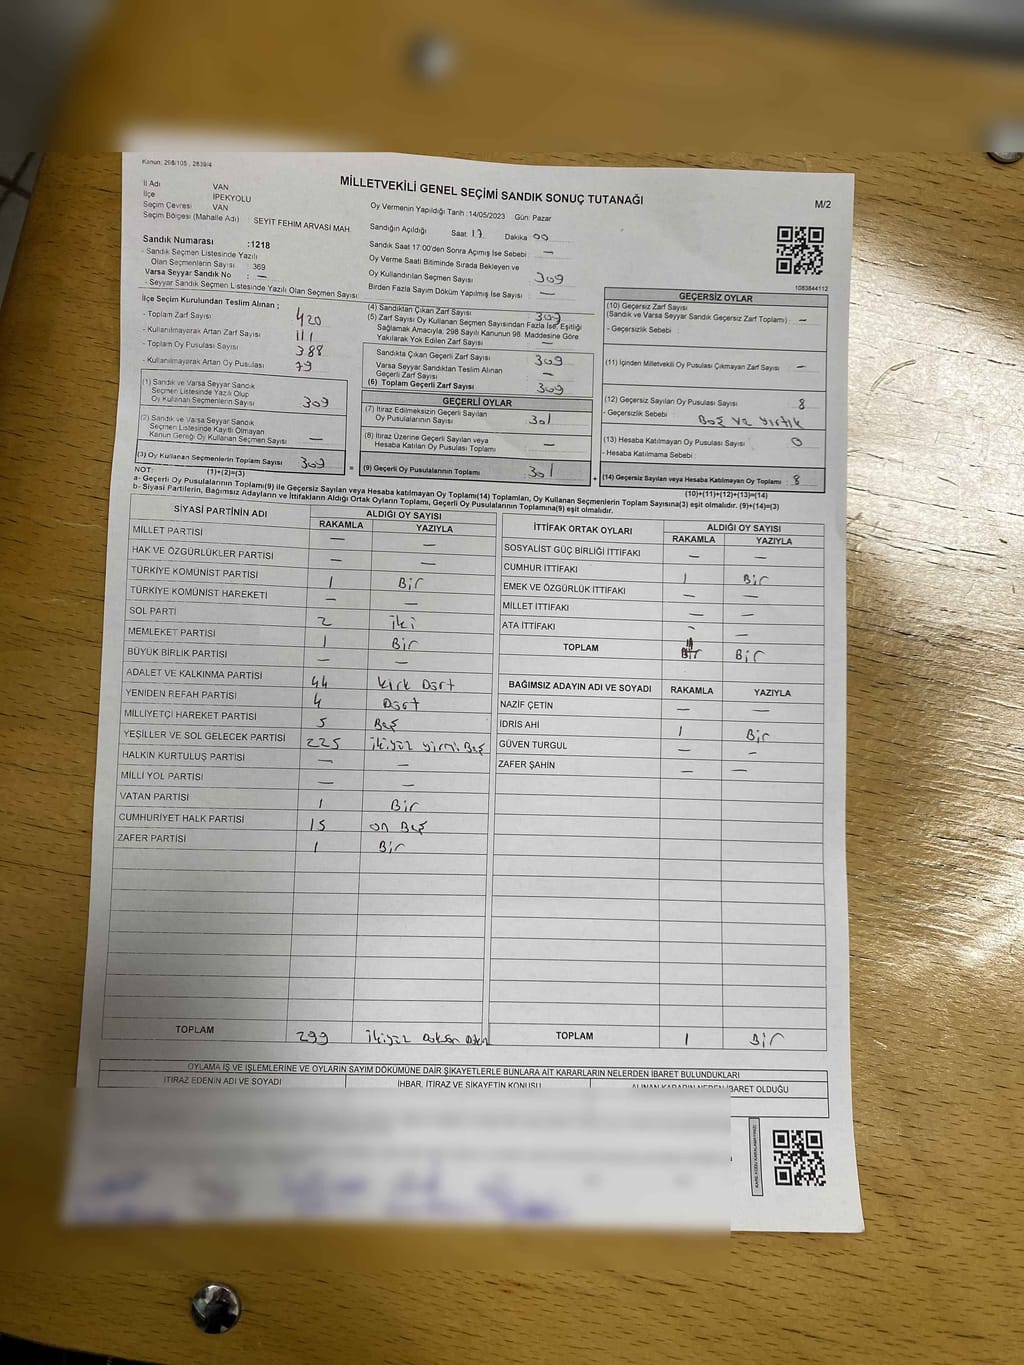 Kanun, 298/105 , 2839/4
MİLLETVEKİLİ GENEL SEÇİMİ SANDIK SONUÇ TUTANAĞI
M/2
İl Adı VAN
İlçe İPEKYOLU
Seçim Çevresi VAN
Seçim Bölgesi (Mahalle Adı) : SEYIT FEHIM ARVASI MAH.
Oy Vermenin Yapıldığı Tarih :14/05/2023 Gün: Pazar
Sandığın Açıldığı Saat 17 Dakika 00
Sandık Saat 17:00'den Sonra Açımış İse Sebebi : —
Oy Verme Saati Bitiminde Sırada Bekleyen ve
Oy Kullandırılan Seçmen Sayısı 309
Birden Fazla Sayım Döküm Yapılmış İse Sayısı : —
Sandık Numarası :1218
- Sandık Seçmen Listesinde Yazılı
Olan Seçmenlerin Sayısı : 369
Varsa Seyyar Sandık No : —
- Seyyar Sandık Seçmen Listesinde Yazılı Olan Seçmen Sayısı:
1083844112
İlçe Seçim Kurulundan Teslim Alınan ;
- Toplam Zarf Sayısı 420
- Kullanılmayarak Artan Zarf Sayısı 111
- Toplam Oy Pusulası Sayısı 388
- Kullanılmayarak Artan Oy Pusulası 79
(1) Sandık ve Varsa Seyyar Sandık
Seçmen Listesinde Yazılı Olup
Oy Kullanan Seçmenlerin Sayısı 309
(2) Sandık ve Varsa Seyyar Sandık
Seçmen Listesinde Kayıtlı Olmayan
Kanun Gereği Oy Kullanan Seçmen Sayısı —
(3) Oy Kullanan Seçmenlerin Toplam Sayısı 309
(1)+(2)=(3)
(4) Sandıktan Çıkan Zarf Sayısı 309
(5) Zarf Sayısı Oy Kullanan Seçmen Sayısından Fazla İse, Eşitliği
Sağlamak Amacıyla, 298 Sayılı Kanunun 98. Maddesine Göre
Yakılarak Yok Edilen Zarf Sayısı —
Sandıkta Çıkan Geçerli Zarf Sayısı 309
Varsa Seyyar Sandıktan Teslim Alınan
Geçerli Zarf Sayısı —
(6) Toplam Geçerli Zarf Sayısı 309
GEÇERLİ OYLAR
(7) İtiraz Edilmeksizin Geçerli Sayılan
Oy Pusulalarının Sayısı 301
(8) İtiraz Üzerine Geçerli Sayılan veya
Hesaba Katılan Oy Pusulası Toplamı —
(9) Geçerli Oy Pusulalarının Toplamı 301
GEÇERSİZ OYLAR
(10) Geçersiz Zarf Sayısı
(Sandık ve Varsa Seyyar Sandık Geçersiz Zarf Toplamı) : —
- Geçersizlik Sebebi :
(11) İçinden Milletvekili Oy Pusulası Çıkmayan Zarf Sayısı : —
(12) Geçersiz Sayılan Oy Pusulası Sayısı : 8
- Geçersizlik Sebebi : Boş ve yırtık
(13) Hesaba Katılmayan Oy Pusulası Sayısı : 0
- Hesaba Katılmama Sebebi :
(14) Geçersiz Sayılan veya Hesaba Katılmayan Oy Toplamı : 8
(10)+(11)+(12)+(13)=(14)
NOT:
a- Geçerli Oy Pusulalarının Toplamı(9) ile Geçersiz Sayılan veya Hesaba katılmayan Oy Toplamı(14) Toplamları, Oy Kullanan Seçmenlerin Toplam Sayısına(3) eşit olmalıdır. (9)+(14)=(3)
b- Siyasi Partilerin, Bağımsız Adayların ve İttifakların Aldığı Ortak Oyların Toplamı, Geçerli Oy Pusulalarının Toplamına(9) eşit olmalıdır.
SİYASİ PARTİNİN ADI ALDIĞI OY SAYISI
RAKAMLA YAZIYLA
MİLLET PARTİSİ — —
HAK VE ÖZGÜRLÜKLER PARTİSİ — —
TÜRKİYE KOMÜNİST PARTİSİ 1 Bir
TÜRKİYE KOMÜNİST HAREKETİ — —
SOL PARTİ 2 iki
MEMLEKET PARTİSİ 1 Bir
BÜYÜK BİRLİK PARTİSİ — —
ADALET VE KALKINMA PARTİSİ 44 Kırk Dört
YENİDEN REFAH PARTİSİ 4 Dört
MİLLİYETÇİ HAREKET PARTİSİ 5 Beş
YEŞİLLER VE SOL GELECEK PARTİSİ 225 ikiyüz yirmi Beş
HALKIN KURTULUŞ PARTİSİ — —
MİLLİ YOL PARTİSİ — —
VATAN PARTİSİ 1 Bir
CUMHURİYET HALK PARTİSİ 15 on Beş
ZAFER PARTİSİ 1 Bir
TOPLAM 299 ikiyüz Doksan
İTTİFAK ORTAK OYLARI ALDIĞI OY SAYISI
RAKAMLA YAZIYLA
SOSYALİST GÜÇ BİRLİĞİ İTTİFAKI — —
CUMHUR İTTİFAKI 1 Bir
EMEK VE ÖZGÜRLÜK İTTİFAKI — —
MİLLET İTTİFAKI — —
ATA İTTİFAKI - —
TOPLAM Bir Bir
BAĞIMSIZ ADAYIN ADI VE SOYADI RAKAMLA YAZIYLA
NAZİF ÇETİN — —
İDRİS AHİ 1 Bir
GÜVEN TURGUL — -
ZAFER ŞAHİN — —
TOPLAM 1 Bir
OYLAMA İŞ VE İŞLEMLERİNE VE OYLARIN SAYIM DÖKÜMÜNE DAİR ŞİKAYETLERLE BUNLARA AİT KARARLARIN NELERDEN İBARET BULUNDUKLARI
İTİRAZ EDENİN ADI VE SOYADI İHBAR, İTİRAZ VE ŞİKAYETİN KONUSU ALINAN KARARIN NEDEN İBARET OLDUĞU